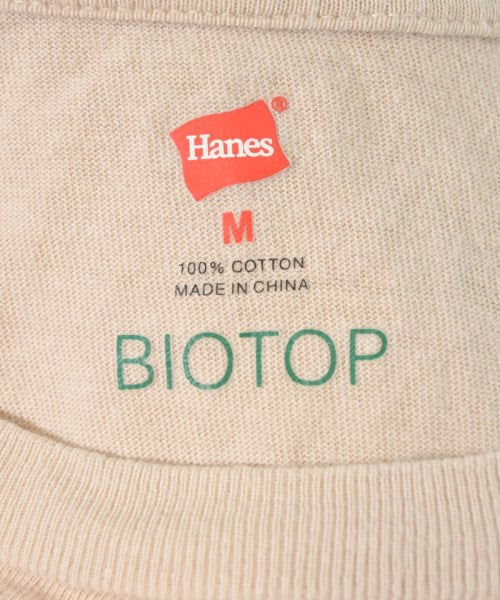 Hanes®
M
100% COTTON
MADE IN CHINA
BIOTOP